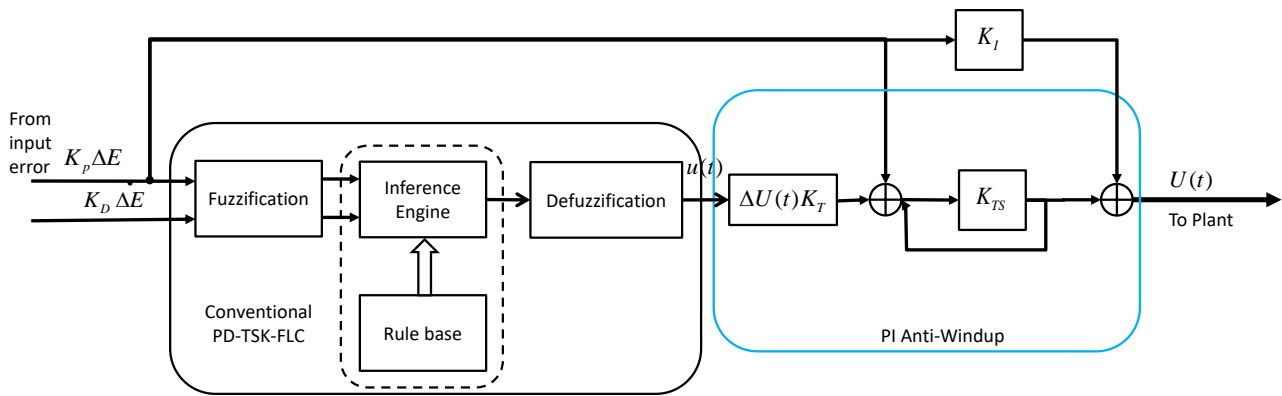 K_I
From
input
error
K_p ΔE
K_D ΔE
Fuzzification
Inference
Engine
Defuzzification
u(t)
ΔU(t)K_T
K_TS
U(t)
To Plant
Conventional
PD-TSK-FLC
Rule base
PI Anti-Windup